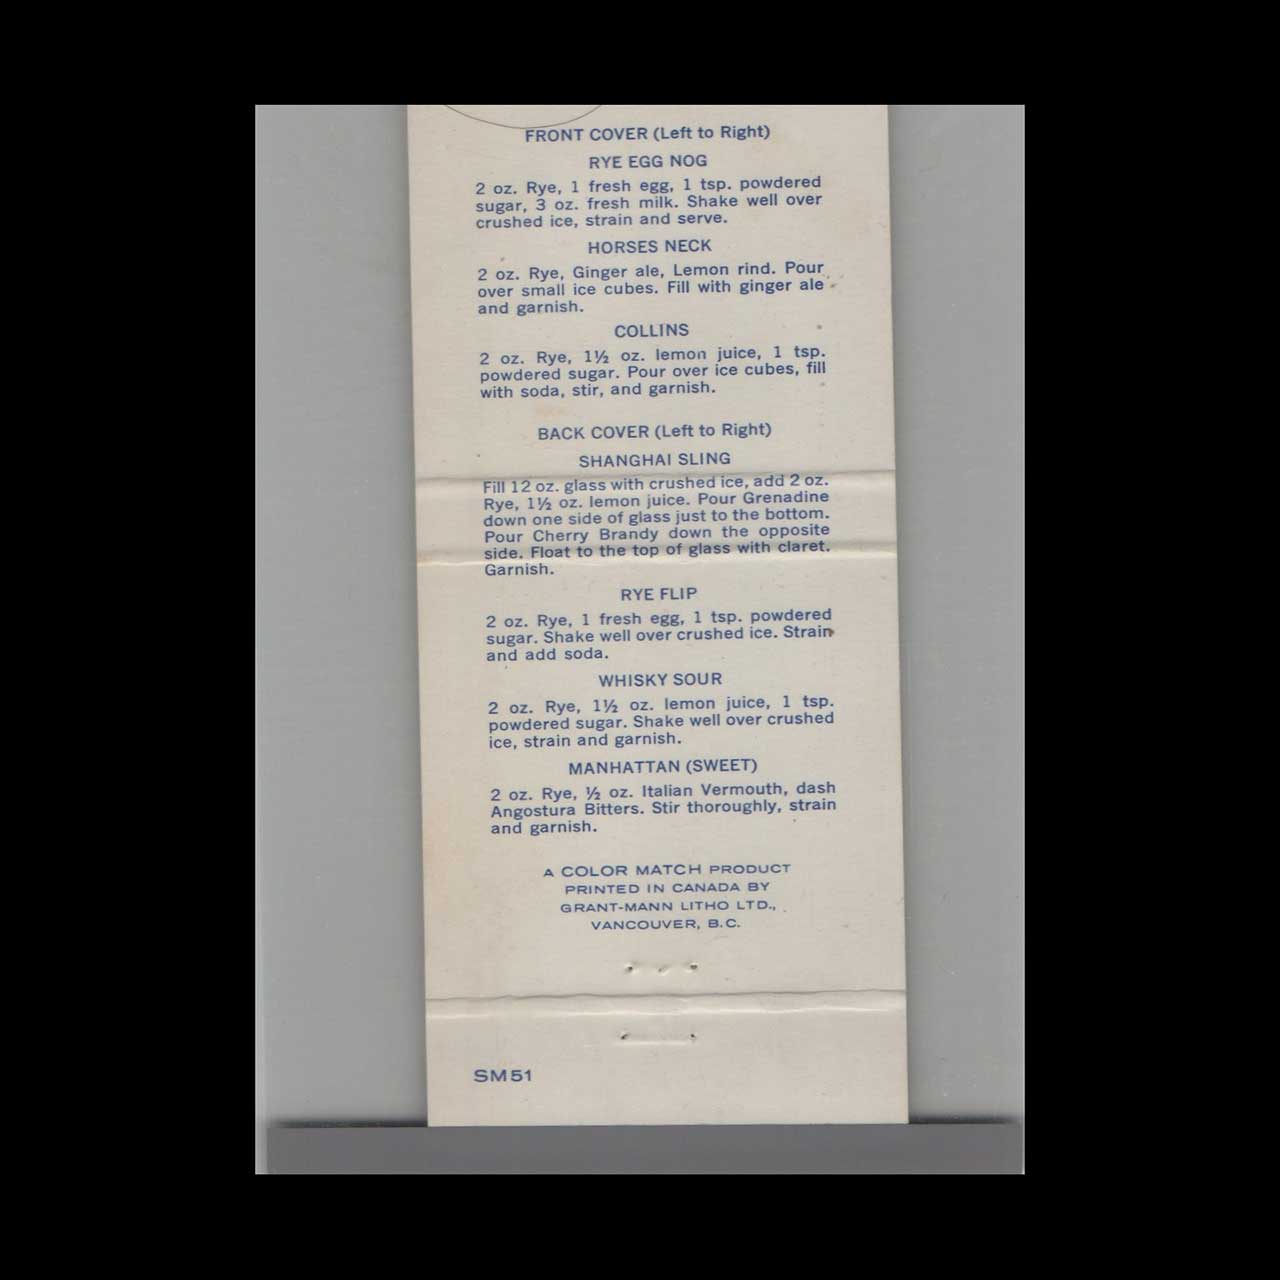 FRONT COVER (Left to Right)
RYE EGG NOG
2 oz. Rye, 1 fresh egg, 1 tsp. powdered
sugar, 3 oz. fresh milk. Shake well over
crushed ice, strain and serve.
HORSES NECK
2 oz. Rye, Ginger ale, Lemon rind. Pour
over small ice cubes. Fill with ginger ale
and garnish.
COLLINS
2 oz. Rye, 1½ oz. lemon juice, 1 tsp.
powdered sugar. Pour over ice cubes, fill
with soda, stir, and garnish.
BACK COVER (Left to Right)
SHANGHAI SLING
Fill 12 oz. glass with crushed ice, add 2 oz.
Rye, 1½ oz. lemon juice. Pour Grenadine
down one side of glass just to the bottom.
Pour Cherry Brandy down the opposite
side. Float to the top of glass with claret.
Garnish.
RYE FLIP
2 oz. Rye, 1 fresh egg, 1 tsp. powdered
sugar. Shake well over crushed ice. Strain
and add soda.
WHISKY SOUR
2 oz. Rye, 1½ oz. lemon juice, 1 tsp.
powdered sugar. Shake well over crushed
ice, strain and garnish.
MANHATTAN (SWEET)
2 oz. Rye, ½ oz. Italian Vermouth, dash
Angostura Bitters. Stir thoroughly, strain
and garnish.
A COLOR MATCH PRODUCT
PRINTED IN CANADA BY
GRANT-MANN LITHO LTD.,
VANCOUVER, B.C.
SM51